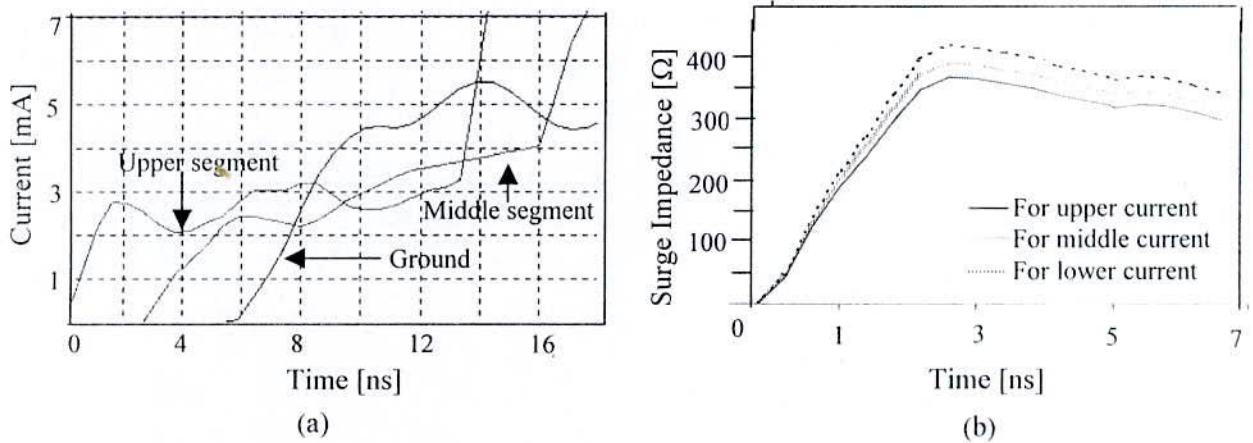 7
5
3
1
Current [mA]
Upper segment
Middle segment
Ground
0 4 8 12 16
Time [ns]
(a)
400
300
200
100
Surge Impedance [Ω]
For upper current
For middle current
For lower current
0 1 3 5 7
Time [ns]
(b)